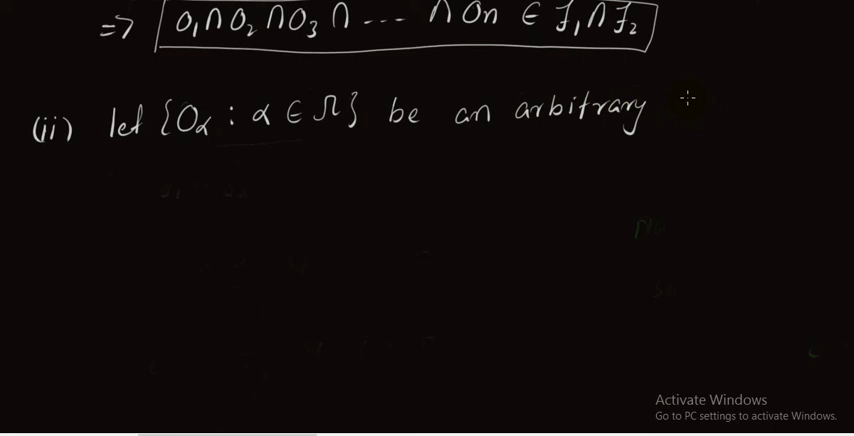 => O₁∩O₂∩O₃∩ --- ∩ On ∈ J₁∩J₂
(ii) let {Oα : α ∈ Ω} be an arbitrary
Activate Windows
Go to PC settings to activate Windows.